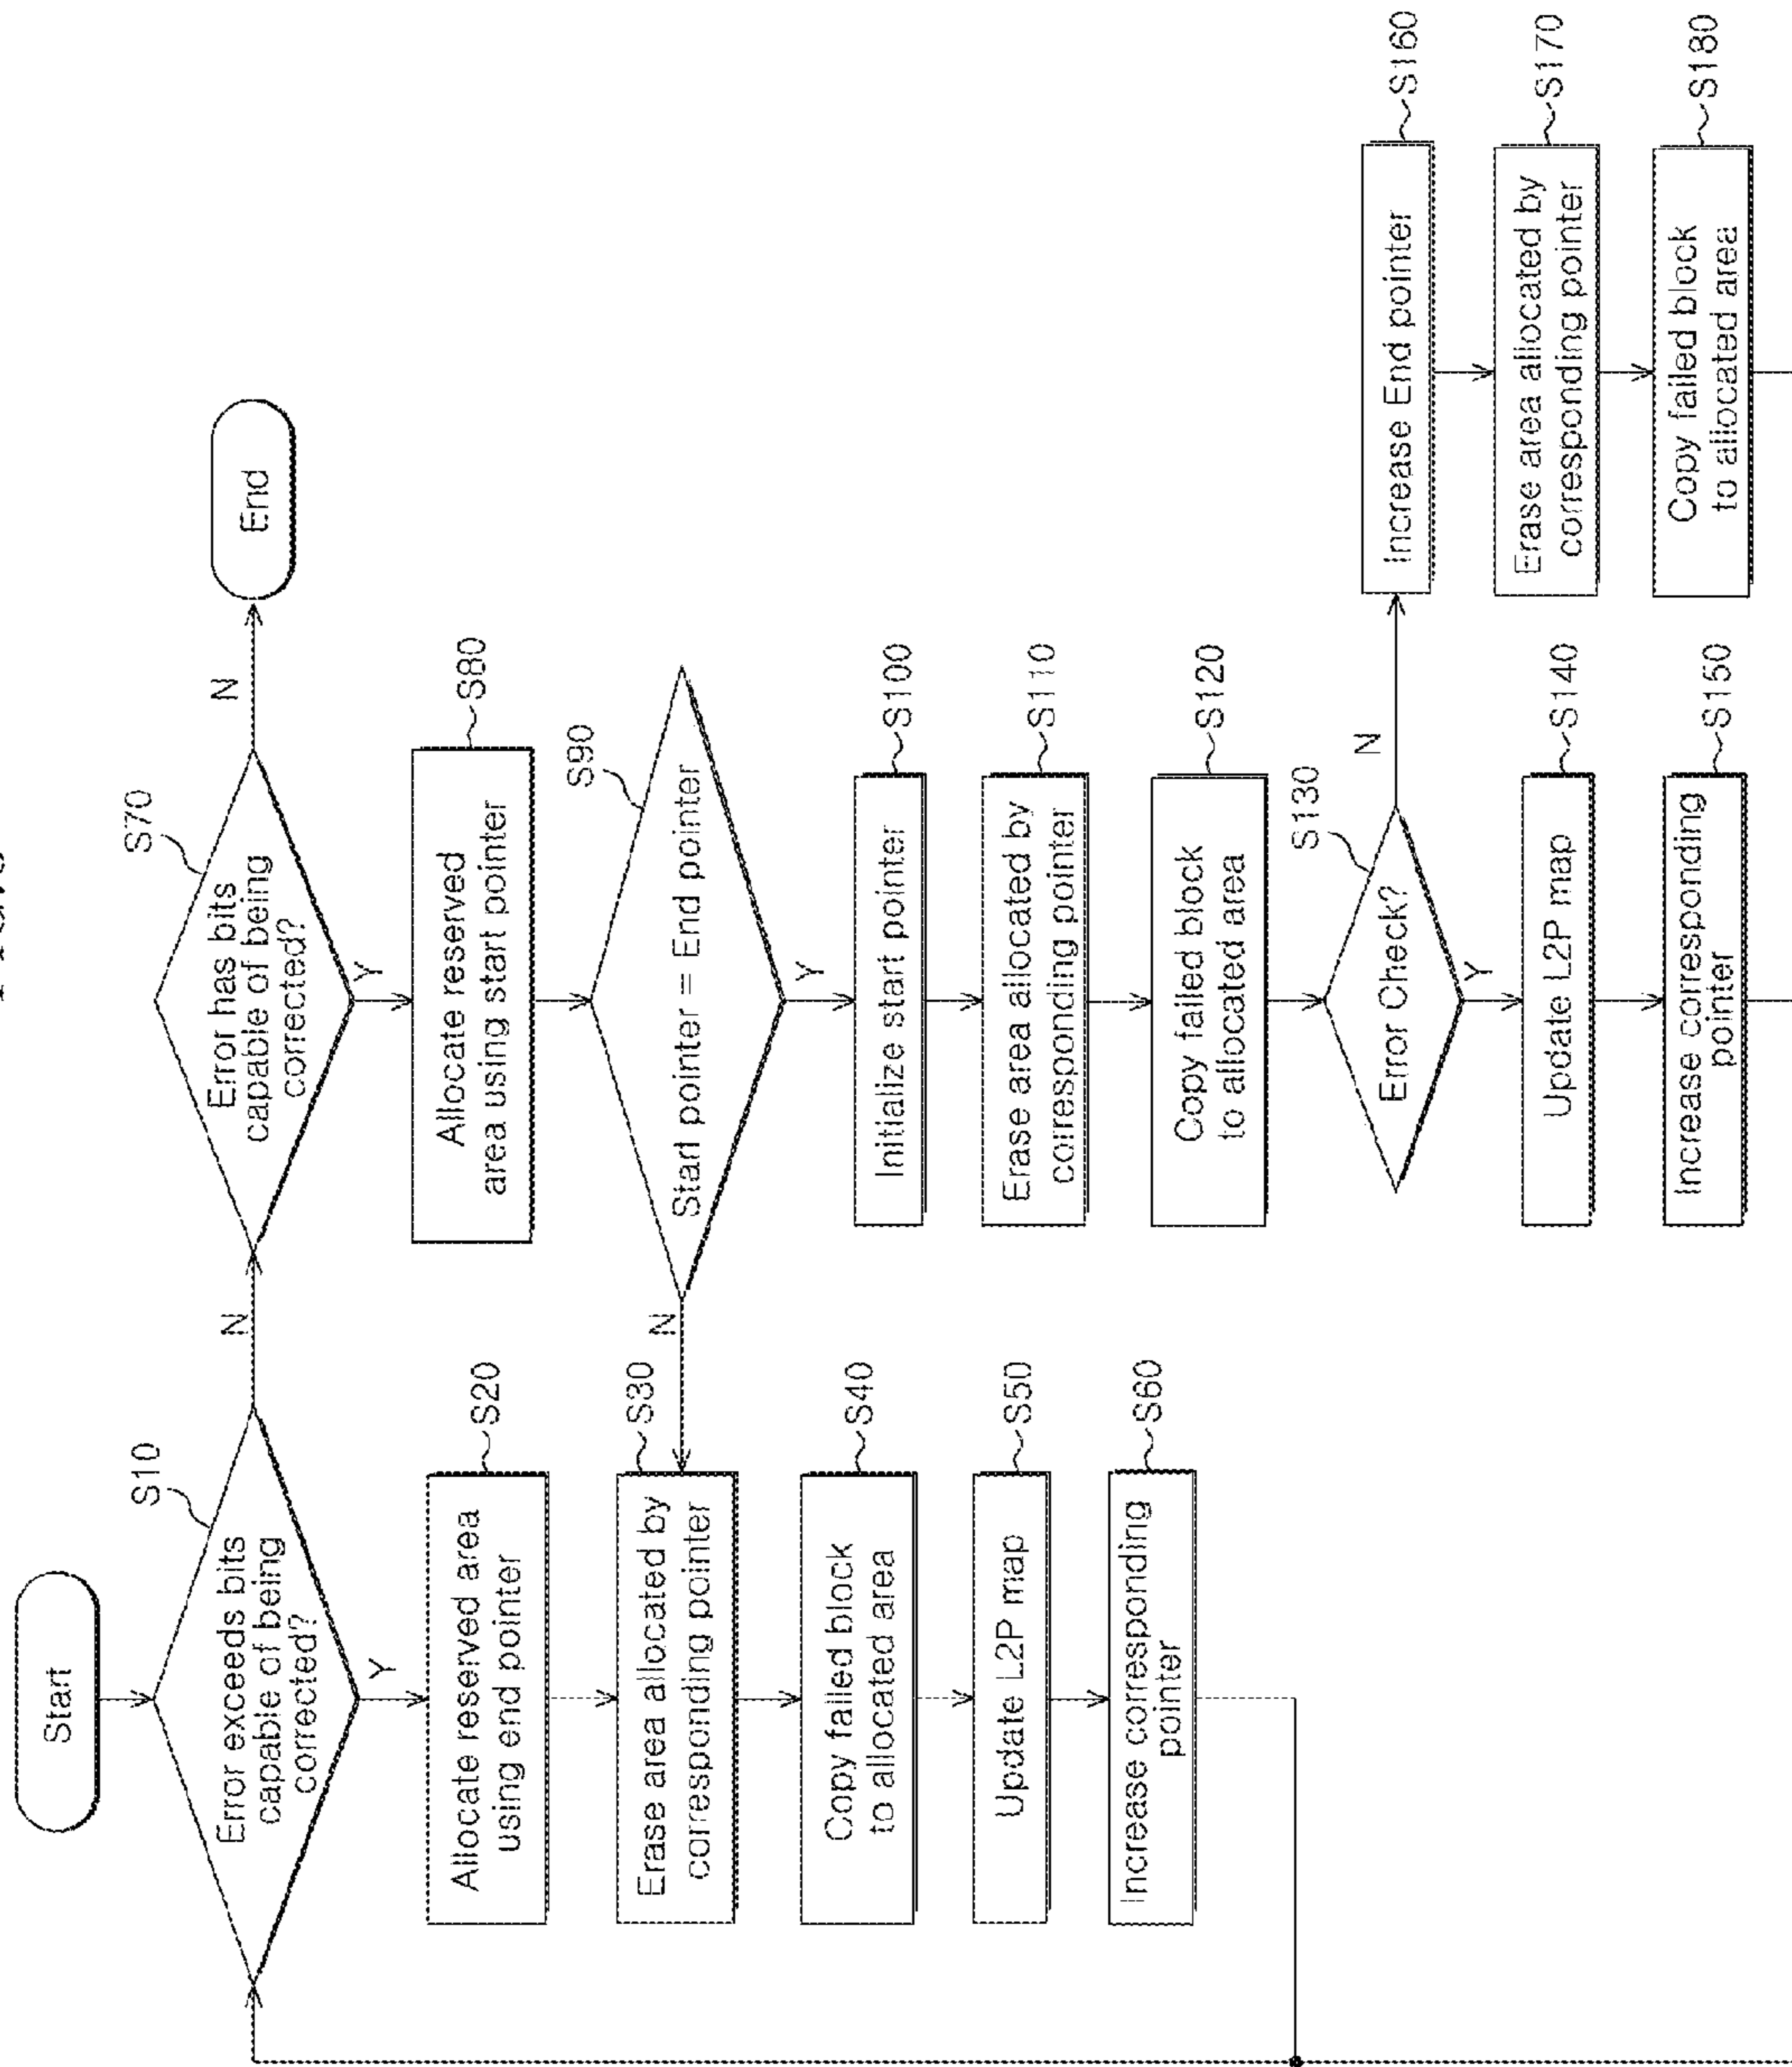 Start
Error exceeds bits
capable of being
corrected?
S10
Y
N
Allocate reserved area
using end pointer
S20
Erase area allocated by
corresponding pointer
S30
Copy failed block
to allocated area
S40
Update L2P map
S50
Increase corresponding
pointer
S60
Error has bits
capable of being
corrected?
S70
Y
N
End
Allocate reserved
area using start pointer
S80
Start pointer = End pointer
S90
N
Y
Initialize start pointer
S100
Erase area allocated by
corresponding pointer
S110
Copy failed block
to allocated area
S120
Error Check?
S130
Y
N
Update L2P map
S140
Increase corresponding
pointer
S150
Increase End pointer
S160
Erase area allocated by
corresponding pointer
S170
Copy failed block
to allocated area
S180